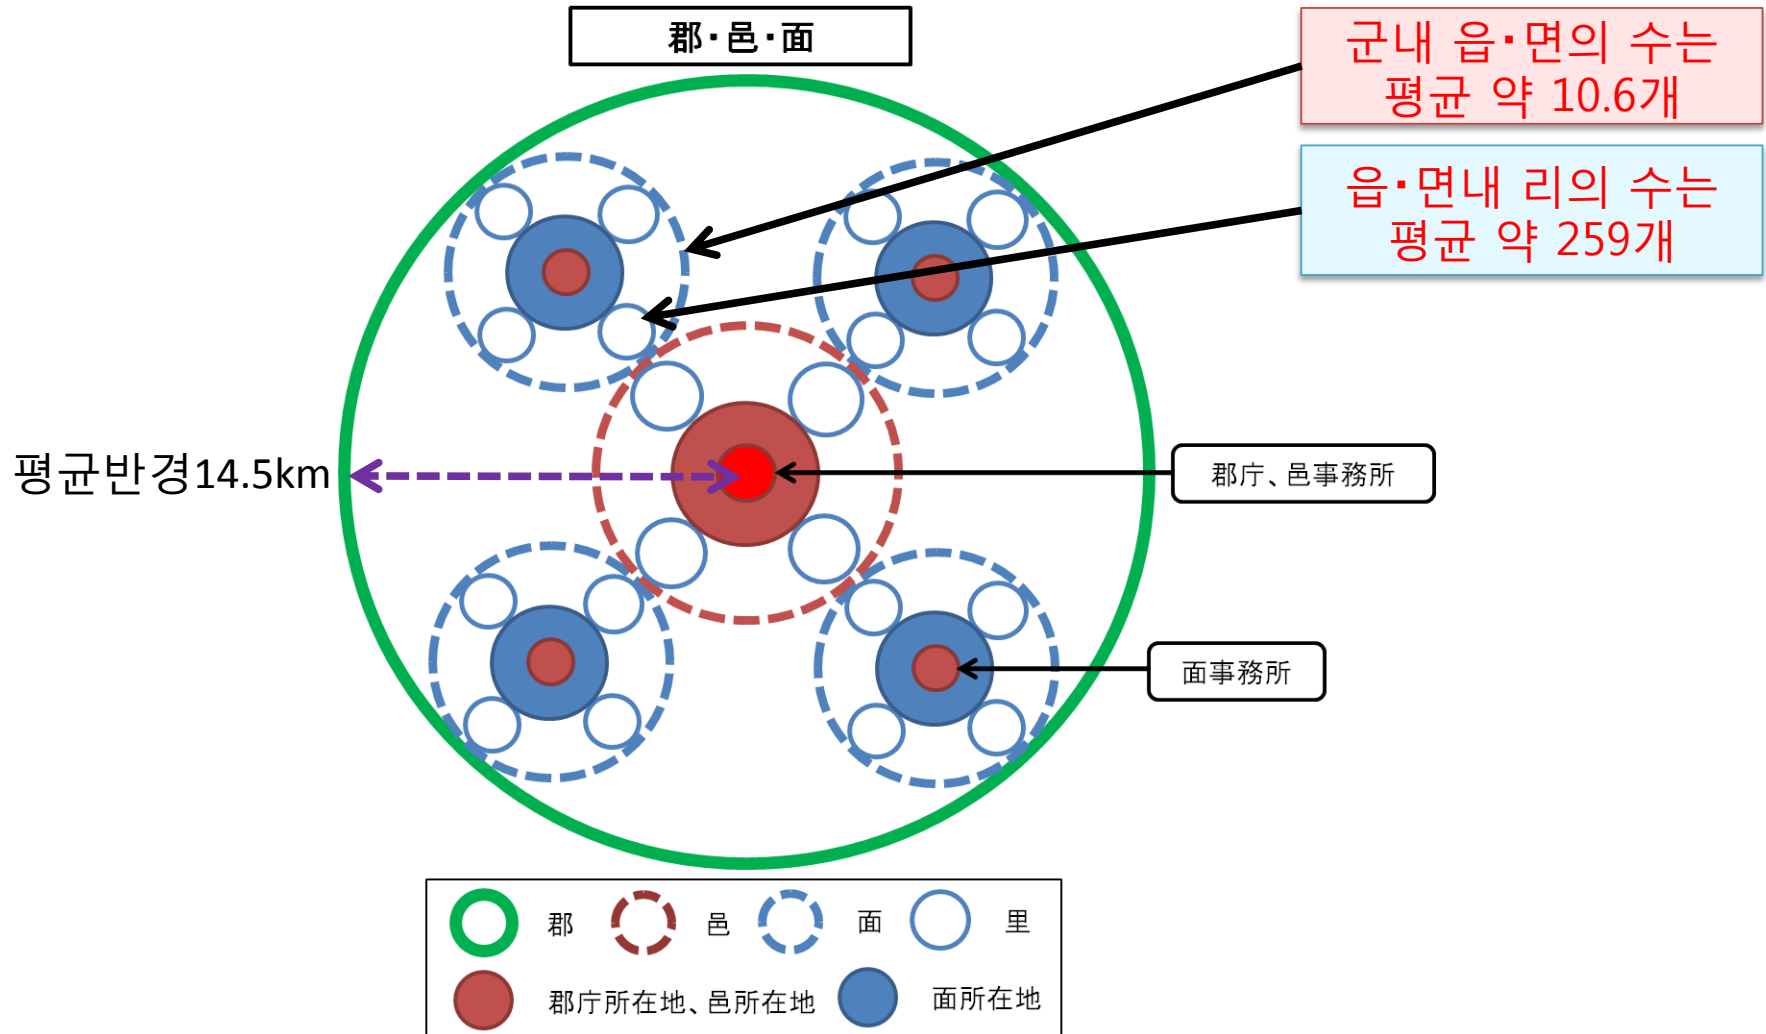 郡・邑・面
군내 읍・면의 수는
평균 약 10.6개
읍・면내 리의 수는
평균 약 259개
평균반경14.5km
郡庁、邑事務所
面事務所
郡 邑 面 里
郡庁所在地、邑所在地 面所在地